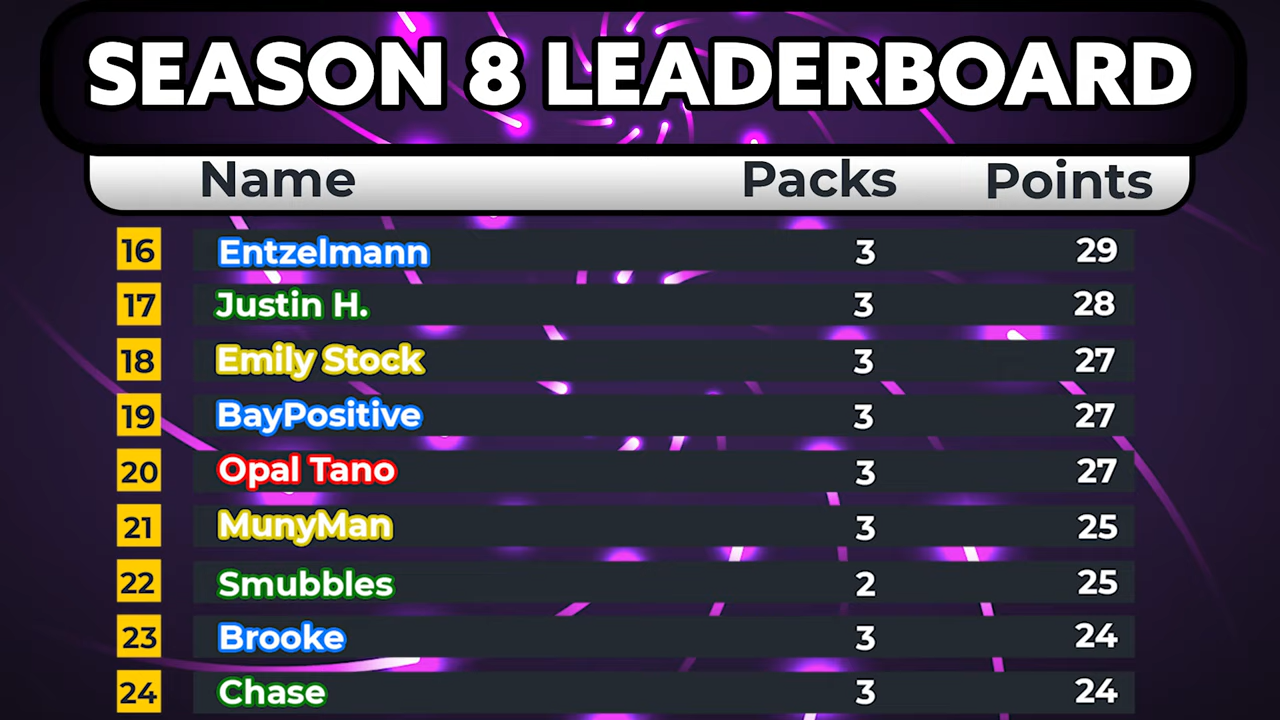 SEASON 8 LEADERBOARD
Name Packs Points
16 Entzelmann 3 29
17 Justin H. 3 28
18 Emily Stock 3 27
19 BayPositive 3 27
20 Opal Tano 3 27
21 MunyMan 3 25
22 Smubbles 2 25
23 Brooke 3 24
24 Chase 3 24